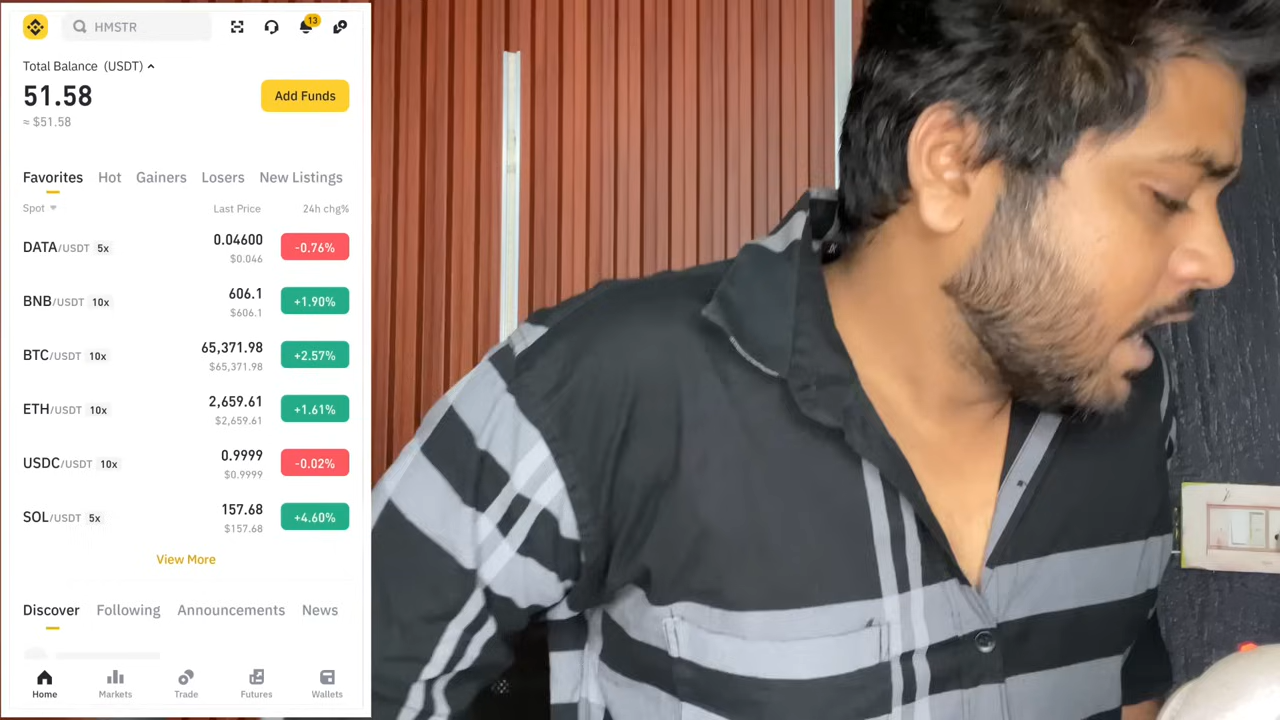 HMSTR
13
Total Balance (USDT)
51.58
Add Funds
≈ $51.58
Favorites Hot Gainers Losers New Listings
Spot Last Price 24h chg%
DATA/USDT 5x 0.04600 -0.76%
$0.046
BNB/USDT 10x 606.1 +1.90%
$606.1
BTC/USDT 10x 65,371.98 +2.57%
$65,371.98
ETH/USDT 10x 2,659.61 +1.61%
$2,659.61
USDC/USDT 10x 0.9999 -0.02%
$0.9999
SOL/USDT 5x 157.68 +4.60%
$157.68
View More
Discover Following Announcements News
Home Markets Trade Futures Wallets